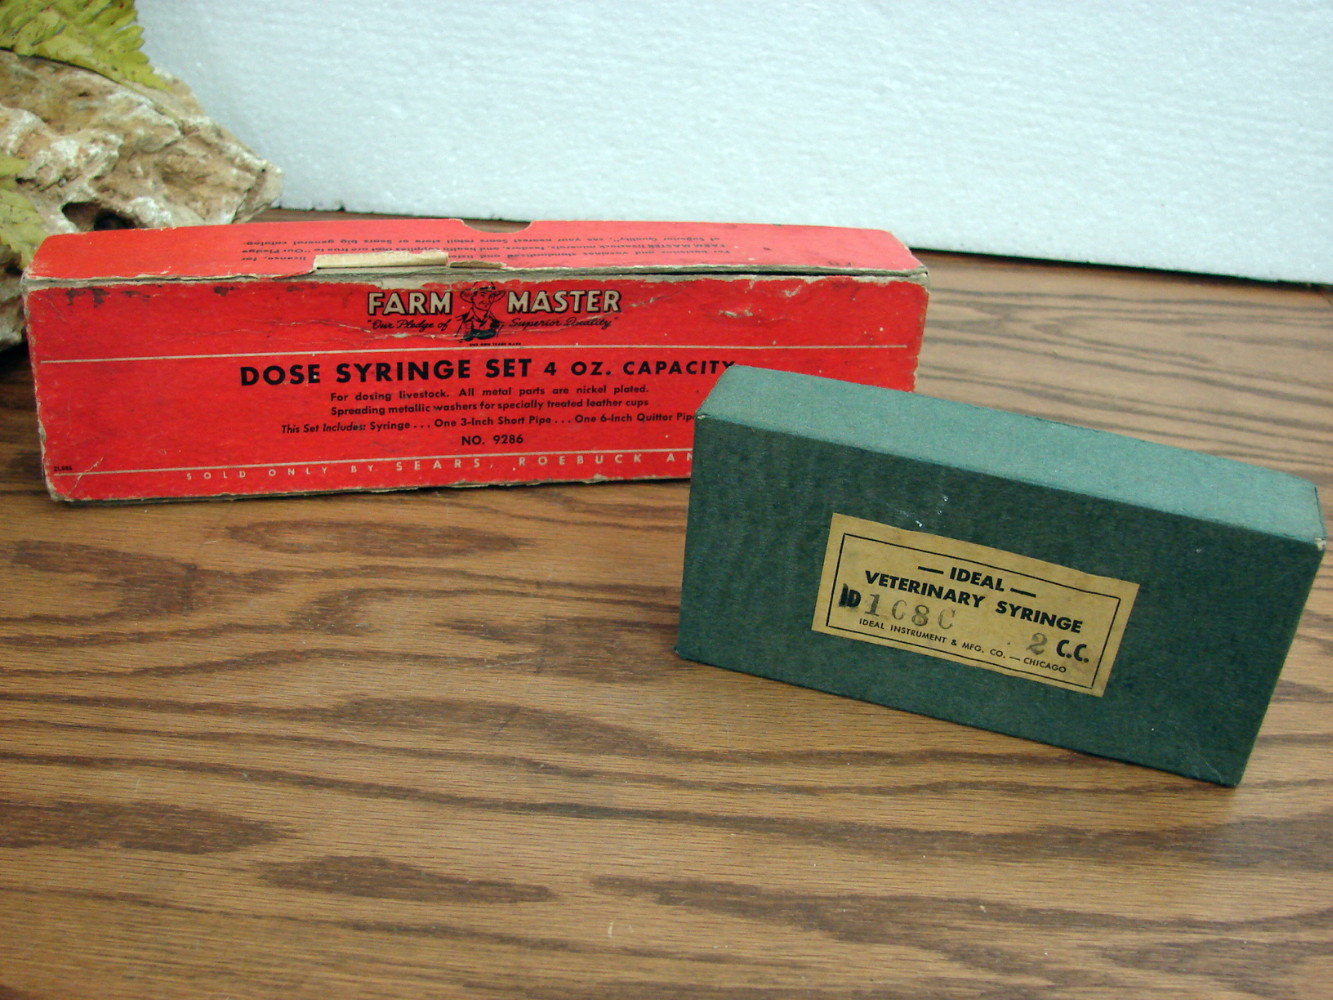 FARM MASTER
"Our Pledge of Superior Quality"
DOSE SYRINGE SET 4 OZ. CAPACITY
For dosing livestock. All metal parts are nickel plated.
Spreading metallic washers for specially treated leather cups
This Set Includes: Syringe . . . One 3-Inch Short Pipe . . . One 6-Inch Quittor Pipe
NO. 9286
SOLD ONLY BY SEARS, ROEBUCK AN
— IDEAL —
VETERINARY SYRINGE
ID 108C 2 C.C.
IDEAL INSTRUMENT & MFG. CO. — CHICAGO